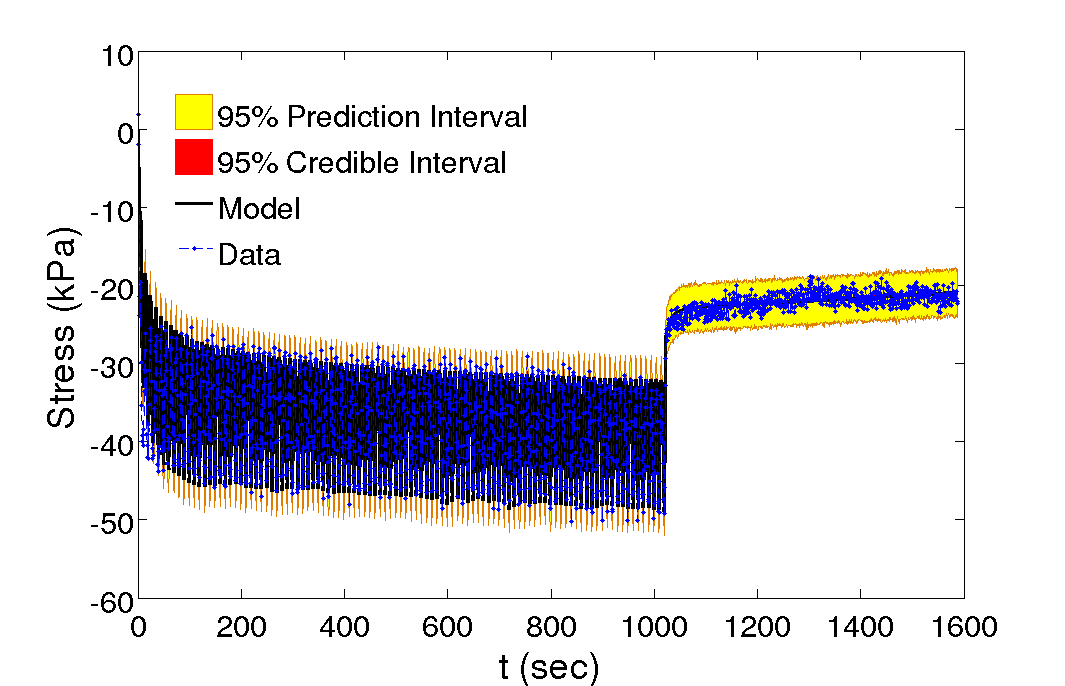 10
0
-10
-20
-30
-40
-50
-60
Stress (kPa)
95% Prediction Interval
95% Credible Interval
Model
Data
0 200 400 600 800 1000 1200 1400 1600
t (sec)